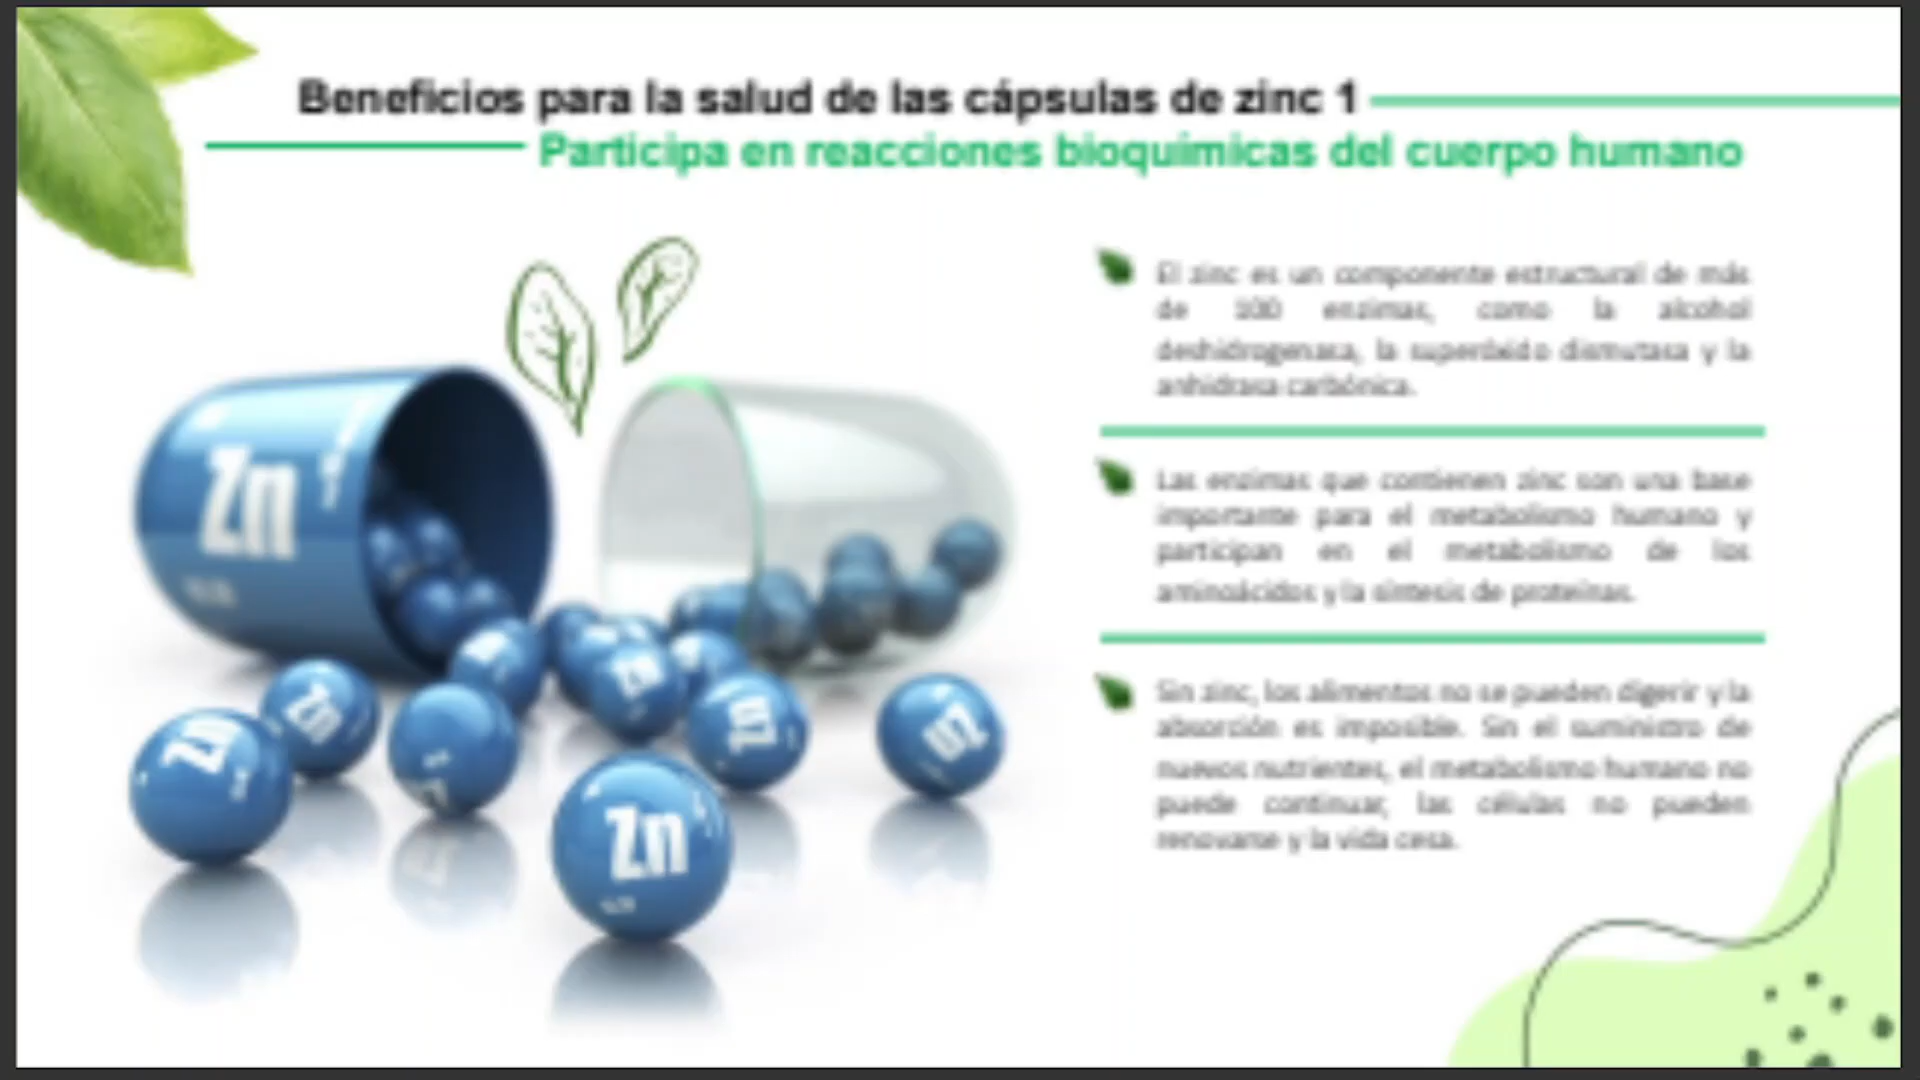 Beneficios para la salud de las cápsulas de zinc 1
Participa en reacciones bioquímicas del cuerpo humano
El zinc es un componente estructural de más
de 100 enzimas, como la alcohol
deshidrogenasa, la superóxido dismutasa y la
anhidrasa carbónica.
Las enzimas que contienen zinc son una base
importante para el metabolismo humano y
participan en el metabolismo de los
aminoácidos y la síntesis de proteínas.
Sin zinc, los alimentos no se pueden digerir y la
absorción es imposible. Sin el suministro de
nuevos nutrientes, el metabolismo humano no
puede continuar, las células no pueden
renovarse y la vida cesa.
Zn
Zn
Zn
Zn
Zn
Zn
Zn